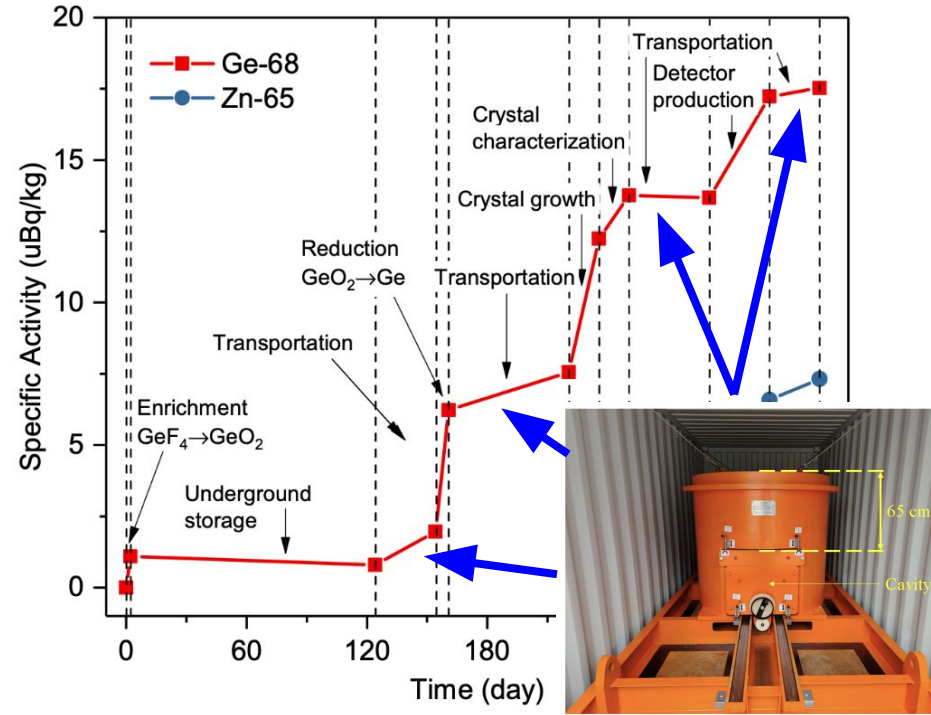 20
15
10
5
0
Specific Activity (uBq/kg)
Ge-68
Zn-65
Transportation
Detector
production
Crystal
characterization
Crystal growth
Reduction
GeO₂→Ge
Transportation
Transportation
Enrichment
GeF₄→GeO₂
Underground
storage
65 cm
Cavity
0
60
120
180
Time (day)